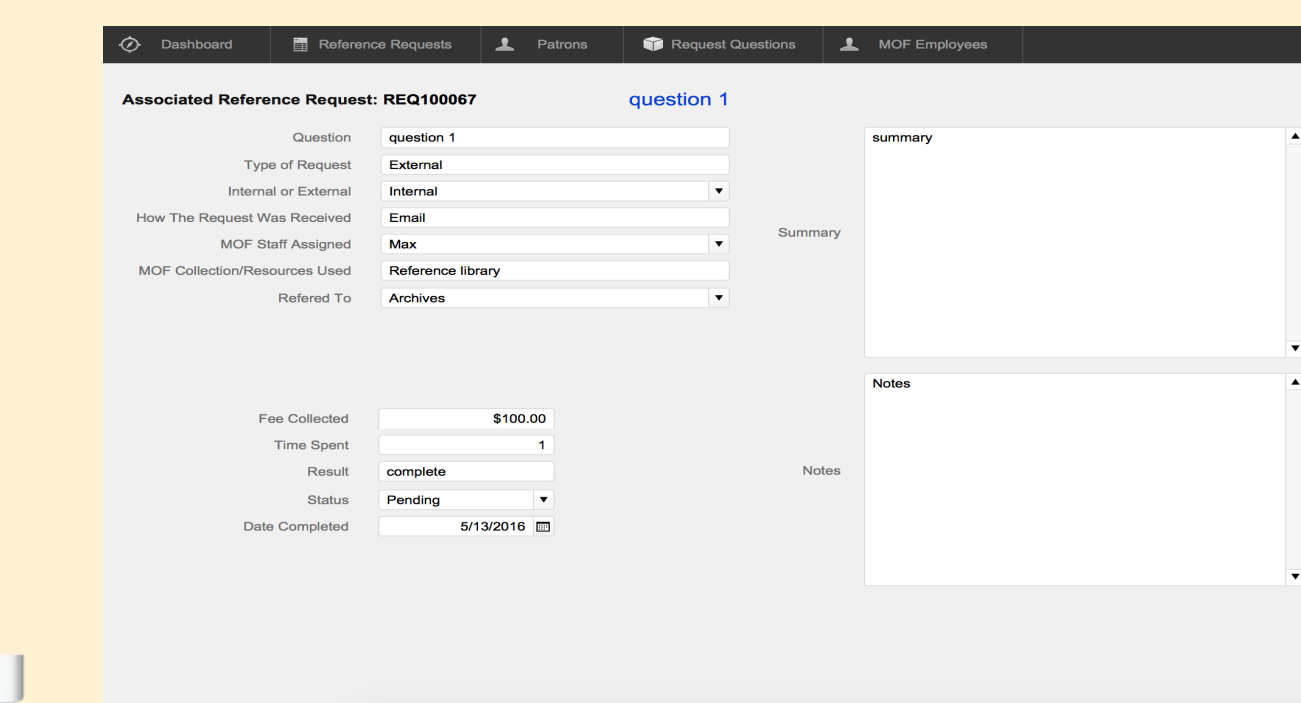 Dashboard Reference Requests Patrons Request Questions MOF Employees
Associated Reference Request: REQ100067 question 1
Question question 1
Type of Request External
Internal or External Internal
How The Request Was Received Email
MOF Staff Assigned Max
MOF Collection/Resources Used Reference library
Refered To Archives
summary
Summary
Fee Collected $100.00
Time Spent 1
Result complete
Status Pending
Date Completed 5/13/2016
Notes
Notes